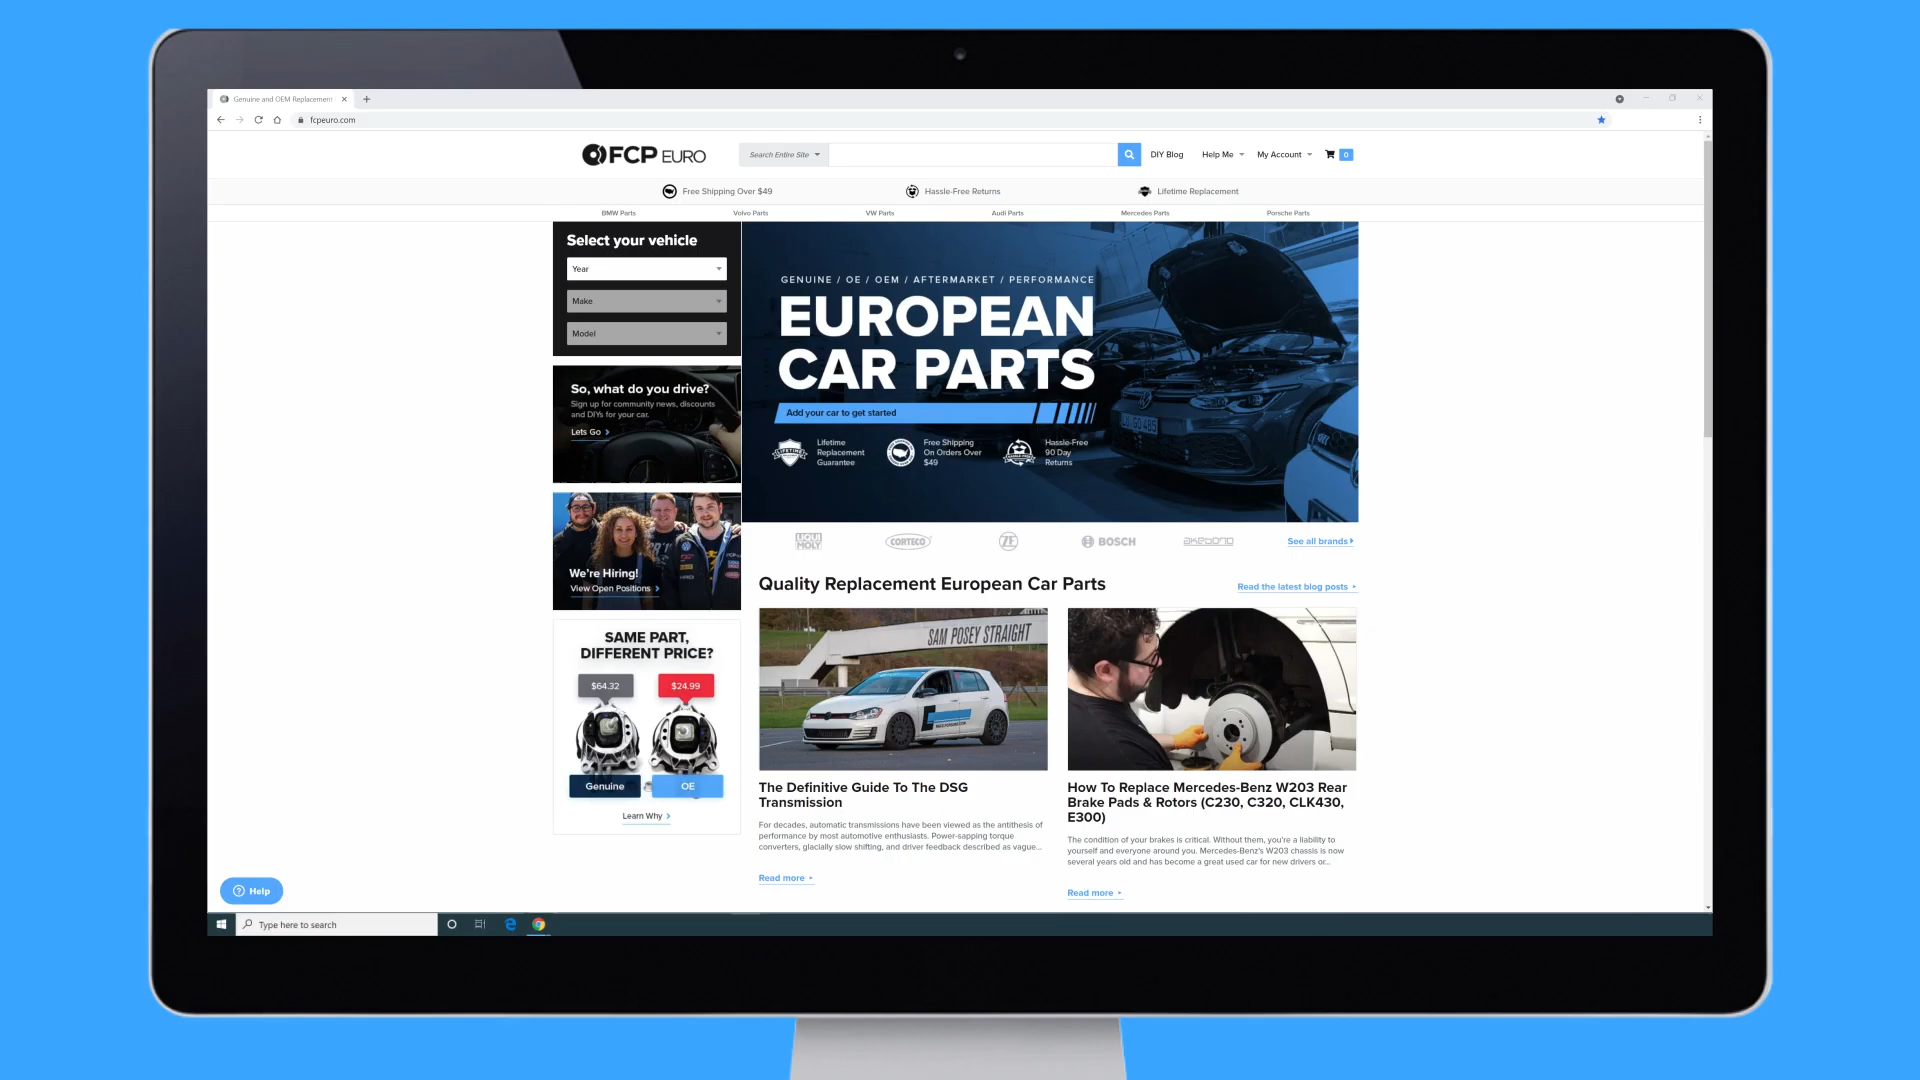 Genuine and OEM Replacement
fcpeuro.com
FCP EURO
Search Entire Site
DIY Blog
Help Me
My Account
0
Free Shipping Over $49
Hassle-Free Returns
Lifetime Replacement
BMW Parts
Volvo Parts
VW Parts
Audi Parts
Mercedes Parts
Porsche Parts
Select your vehicle
Year
Make
Model
So, what do you drive?
Sign up for community news, discounts
and DIYs for your car.
Lets Go
We're Hiring!
View Open Positions
SAME PART,
DIFFERENT PRICE?
$64.32
$24.99
Genuine
OE
Learn Why
GENUINE / OE / OEM / AFTERMARKET / PERFORMANCE
EUROPEAN
CAR PARTS
Add your car to get started
LIFETIME
Lifetime
Replacement
Guarantee
Free Shipping
On Orders Over
$49
HASSLE-FREE
Hassle-Free
90 Day
Returns
LIQUI
MOLY
CORTECO
ZF
BOSCH
akebono
See all brands
Quality Replacement European Car Parts
Read the latest blog posts
SAM POSEY STRAIGHT
The Definitive Guide To The DSG
Transmission
For decades, automatic transmissions have been viewed as the antithesis of
performance by most automotive enthusiasts. Power-sapping torque
converters, glacially slow shifting, and driver feedback described as vague...
Read more
How To Replace Mercedes-Benz W203 Rear
Brake Pads & Rotors (C230, C320, CLK430,
E300)
The condition of your brakes is critical. Without them, you're a liability to
yourself and everyone around you. Mercedes-Benz's W203 chassis is now
several years old and has become a great used car for new drivers or...
Read more
Help
Type here to search